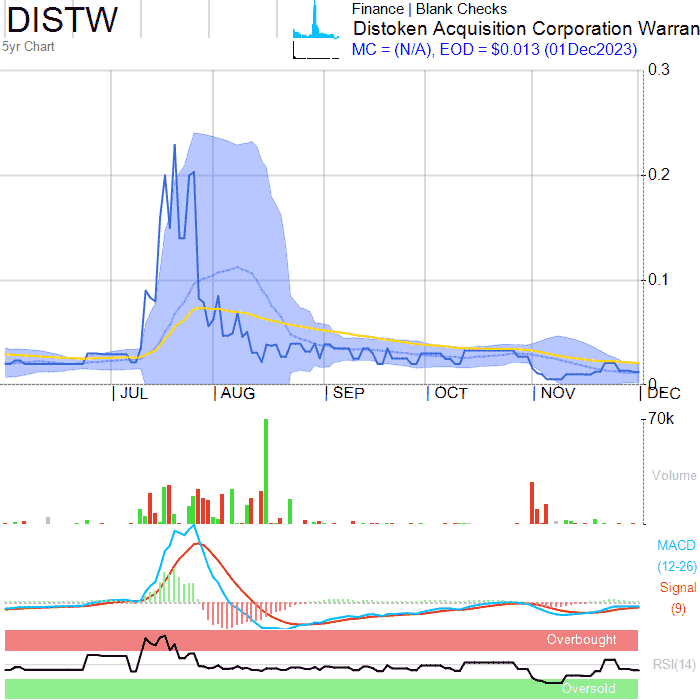 DISTW
5yr Chart
Finance | Blank Checks
Distoken Acquisition Corporation Warran
MC = (N/A), EOD = $0.013 (01Dec2023)
0.3
0.2
0.1
0
JUL AUG SEP OCT NOV DEC
70k
Volume
MACD
(12-26)
Signal
(9)
Overbought
RSI(14)
Oversold